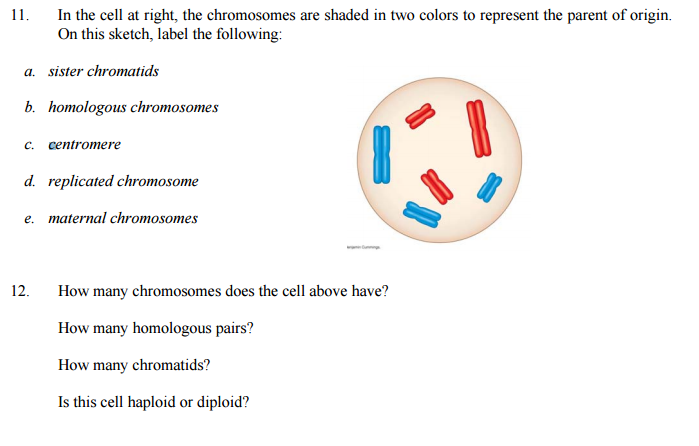 11. In the cell at right, the chromosomes are shaded in two colors to represent the parent of origin.
On this sketch, label the following:
a. sister chromatids
b. homologous chromosomes
c. centromere
d. replicated chromosome
e. maternal chromosomes
12. How many chromosomes does the cell above have?
How many homologous pairs?
How many chromatids?
Is this cell haploid or diploid?